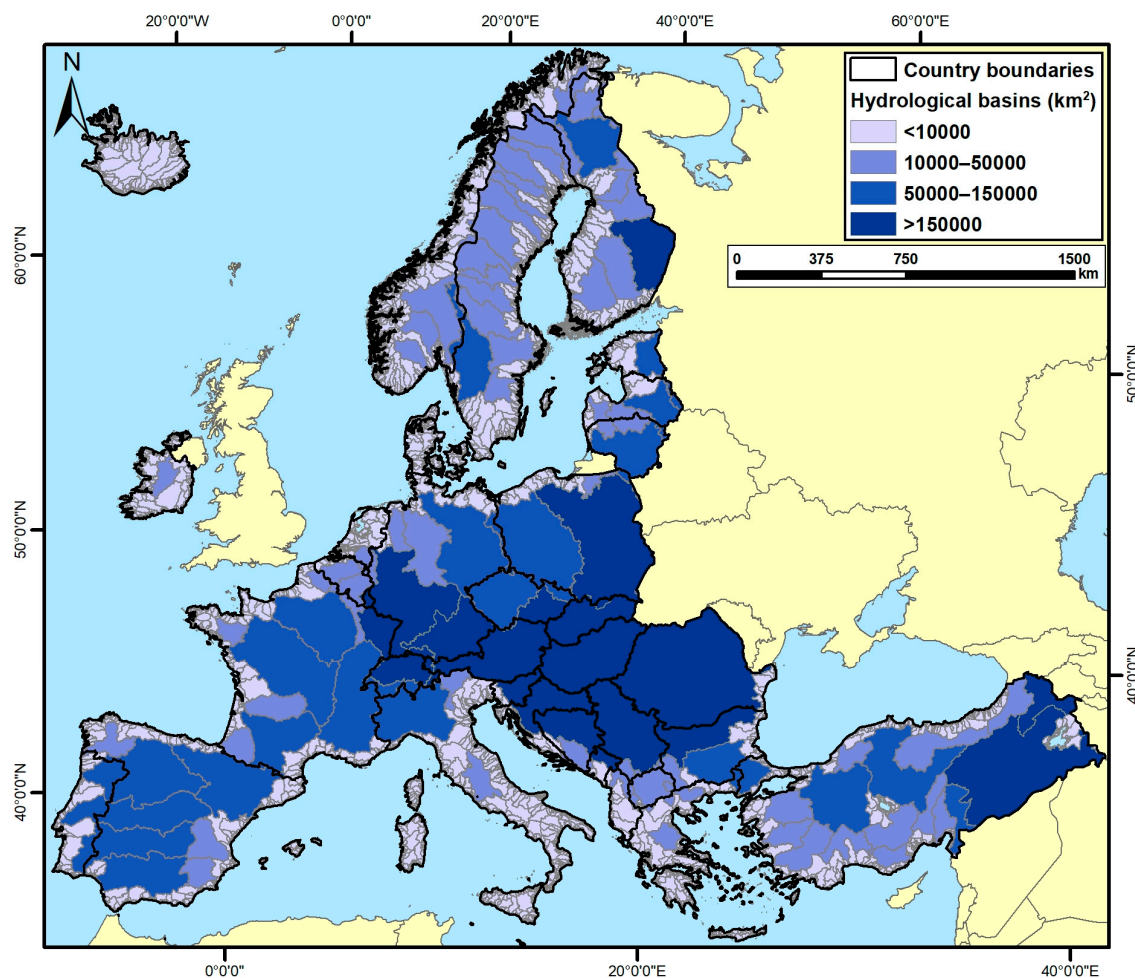 20°0'0"W 0°0'0" 20°0'0"E 40°0'0"E 60°0'0"E
N
Country boundaries
Hydrological basins (km²)
<10000
10000–50000
50000–150000
>150000
0 375 750 1500
km
60°0'0"N
50°0'0"N
40°0'0"N
50°0'0"N
40°0'0"N
0°0'0" 20°0'0"E 40°0'0"E